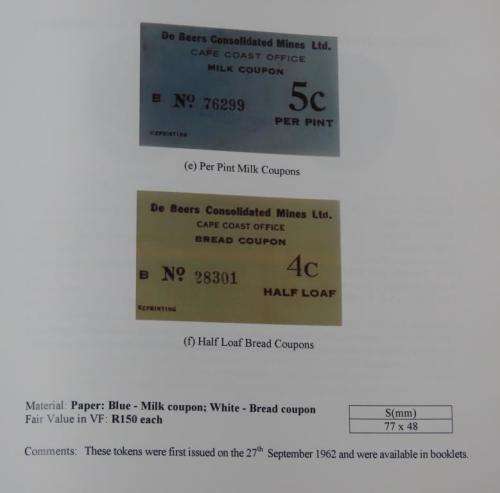 De Beers Consolidated Mines Ltd.
CAPE COAST OFFICE
MILK COUPON
B No 76299 5c
PER PINT
EZPRINTING
(e) Per Pint Milk Coupons
De Beers Consolidated Mines Ltd.
CAPE COAST OFFICE
BREAD COUPON
B No 28301 4c
HALF LOAF
EZPRINTING
(f) Half Loaf Bread Coupons
Material: Paper: Blue - Milk coupon; White - Bread coupon
Fair Value in VF: R150 each
S(mm)
77 x 48
Comments: These tokens were first issued on the 27th September 1962 and were available in booklets.